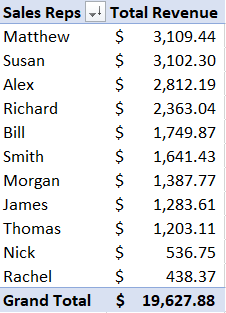 Sales Reps Total Revenue
Matthew $ 3,109.44
Susan $ 3,102.30
Alex $ 2,812.19
Richard $ 2,363.04
Bill $ 1,749.87
Smith $ 1,641.43
Morgan $ 1,387.77
James $ 1,283.61
Thomas $ 1,203.11
Nick $ 536.75
Rachel $ 438.37
Grand Total $ 19,627.88